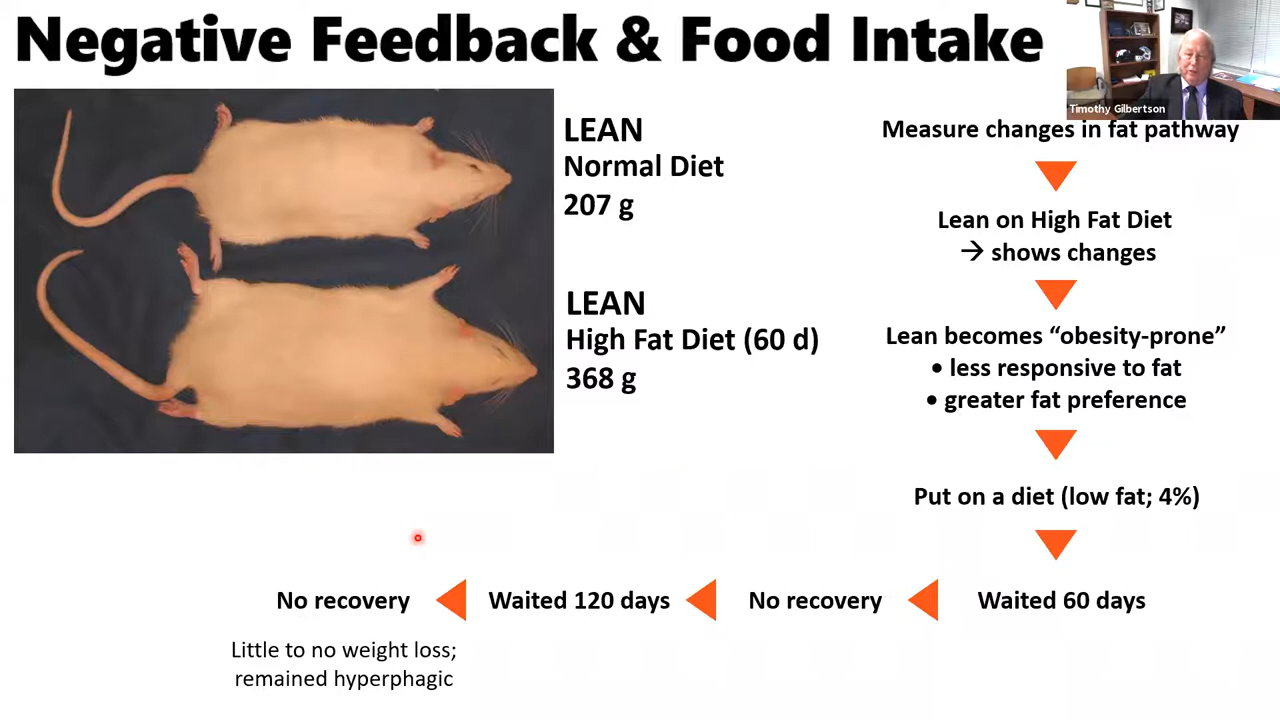 Negative Feedback & Food Intake
Timothy Gilbertson
LEAN
Normal Diet
207 g
LEAN
High Fat Diet (60 d)
368 g
Measure changes in fat pathway
Lean on High Fat Diet
→ shows changes
Lean becomes “obesity-prone”
• less responsive to fat
• greater fat preference
Put on a diet (low fat; 4%)
Waited 60 days
No recovery
Waited 120 days
No recovery
Little to no weight loss;
remained hyperphagic